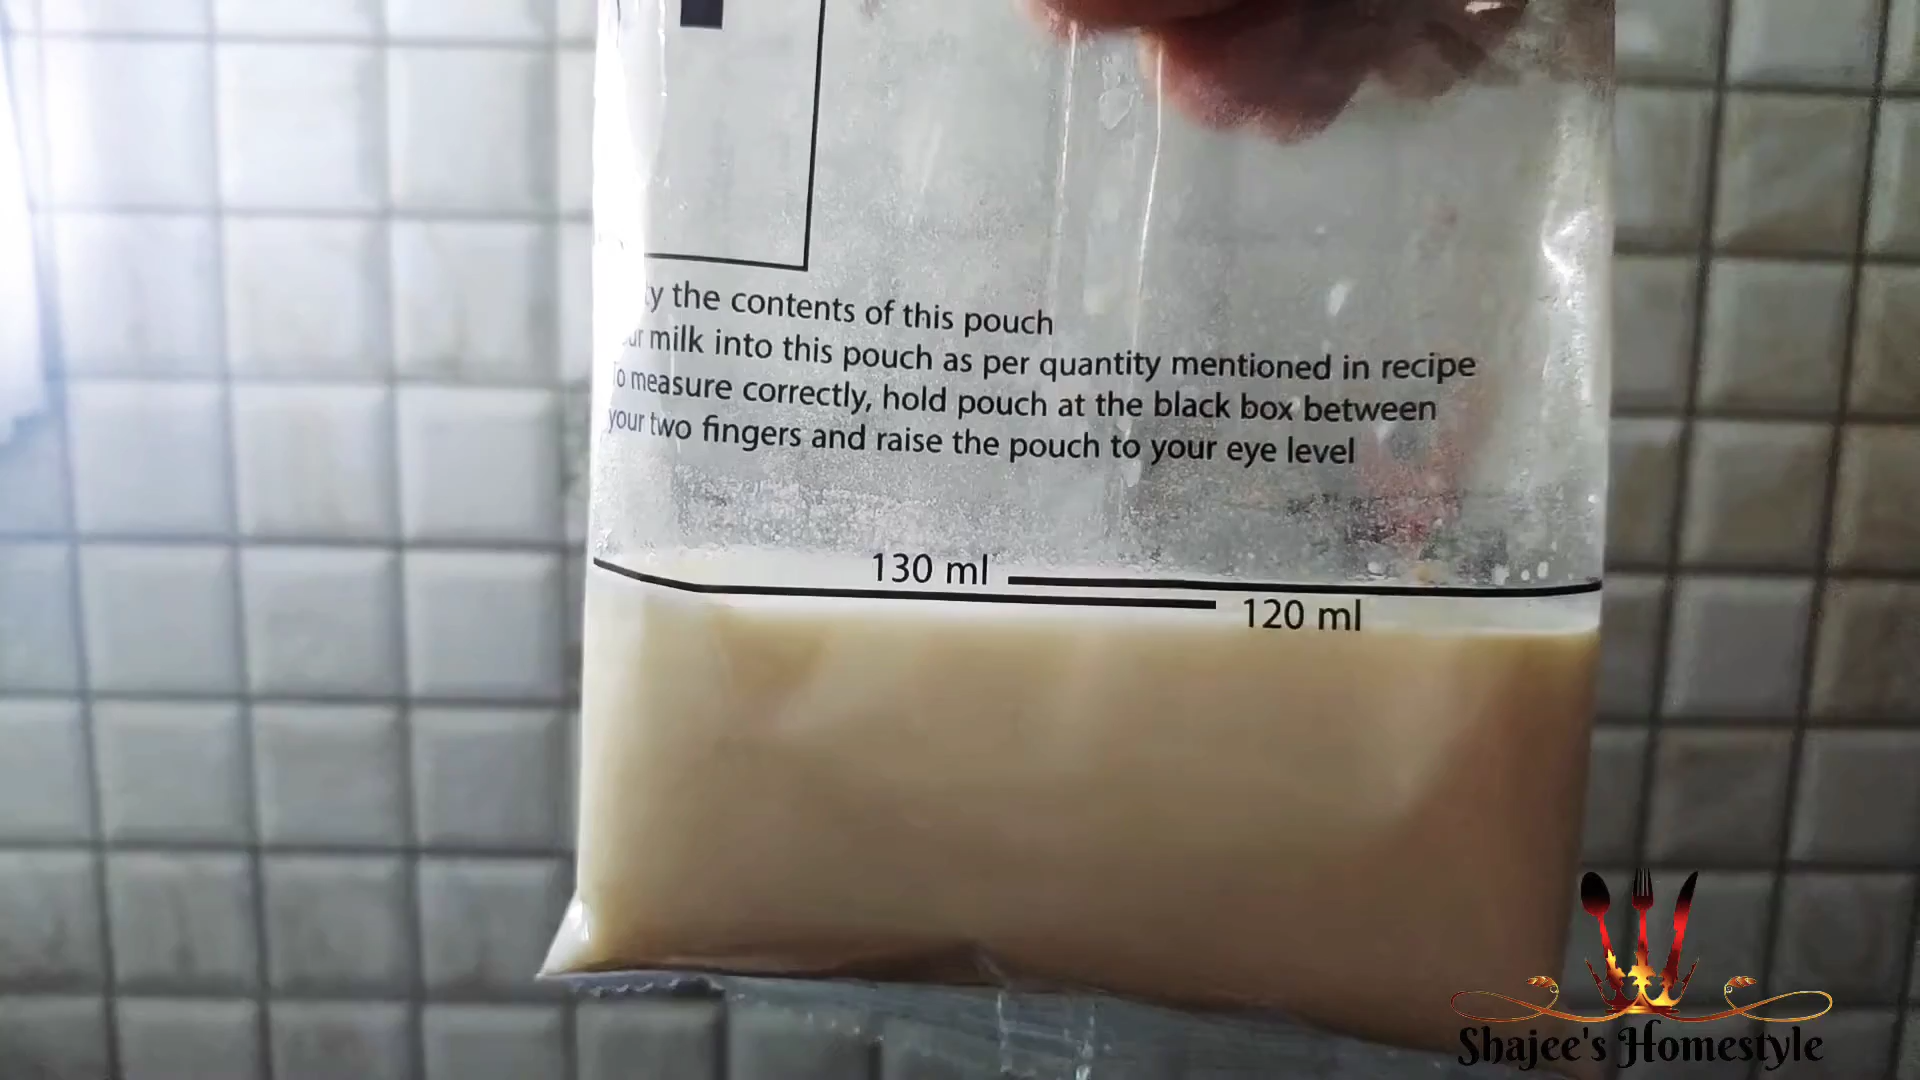 the contents of this pouch
milk into this pouch as per quantity mentioned in recipe
To measure correctly, hold pouch at the black box between
your two fingers and raise the pouch to your eye level
130 ml
120 ml
Shajee's Homestyle